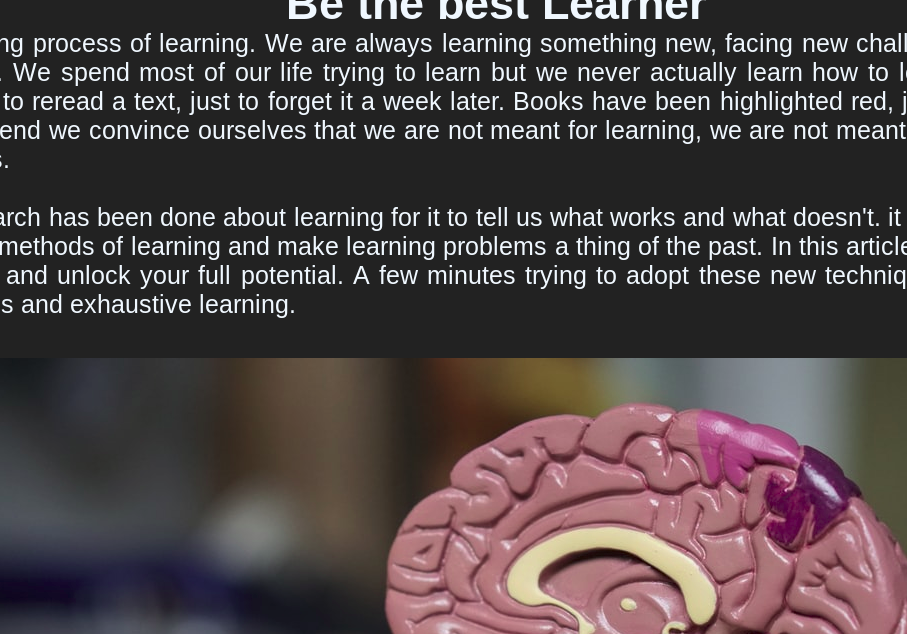 Be the best Learner
ng process of learning. We are always learning something new, facing new chall
. We spend most of our life trying to learn but we never actually learn how to l
to reread a text, just to forget it a week later. Books have been highlighted red, j
end we convince ourselves that we are not meant for learning, we are not meant
s.
arch has been done about learning for it to tell us what works and what doesn't. it
methods of learning and make learning problems a thing of the past. In this article
and unlock your full potential. A few minutes trying to adopt these new techniq
s and exhaustive learning.